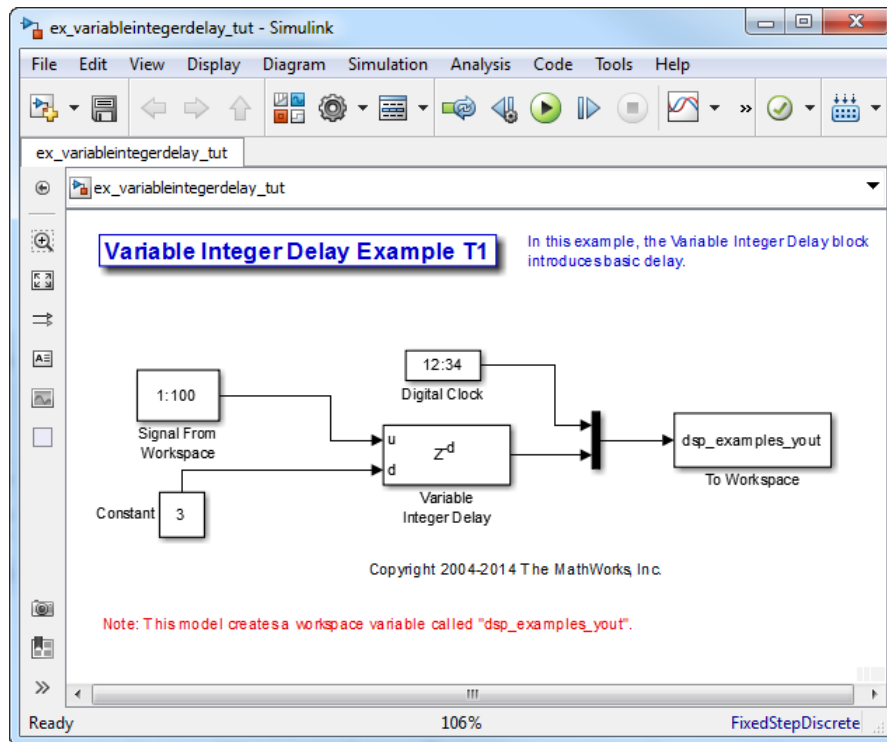 ex_variableintegerdelay_tut - Simulink
File Edit View Display Diagram Simulation Analysis Code Tools Help
ex_variableintegerdelay_tut
ex_variableintegerdelay_tut
Variable Integer Delay Example T1
In this example, the Variable Integer Delay block
introduces basic delay.
12:34
Digital Clock
1:100
Signal From
Workspace
u
d
Z-d
Variable
Integer Delay
dsp_examples_yout
To Workspace
Constant
3
Copyright 2004-2014 The MathWorks, Inc.
Note: This model creates a workspace variable called "dsp_examples_yout".
Ready 106% FixedStepDiscrete